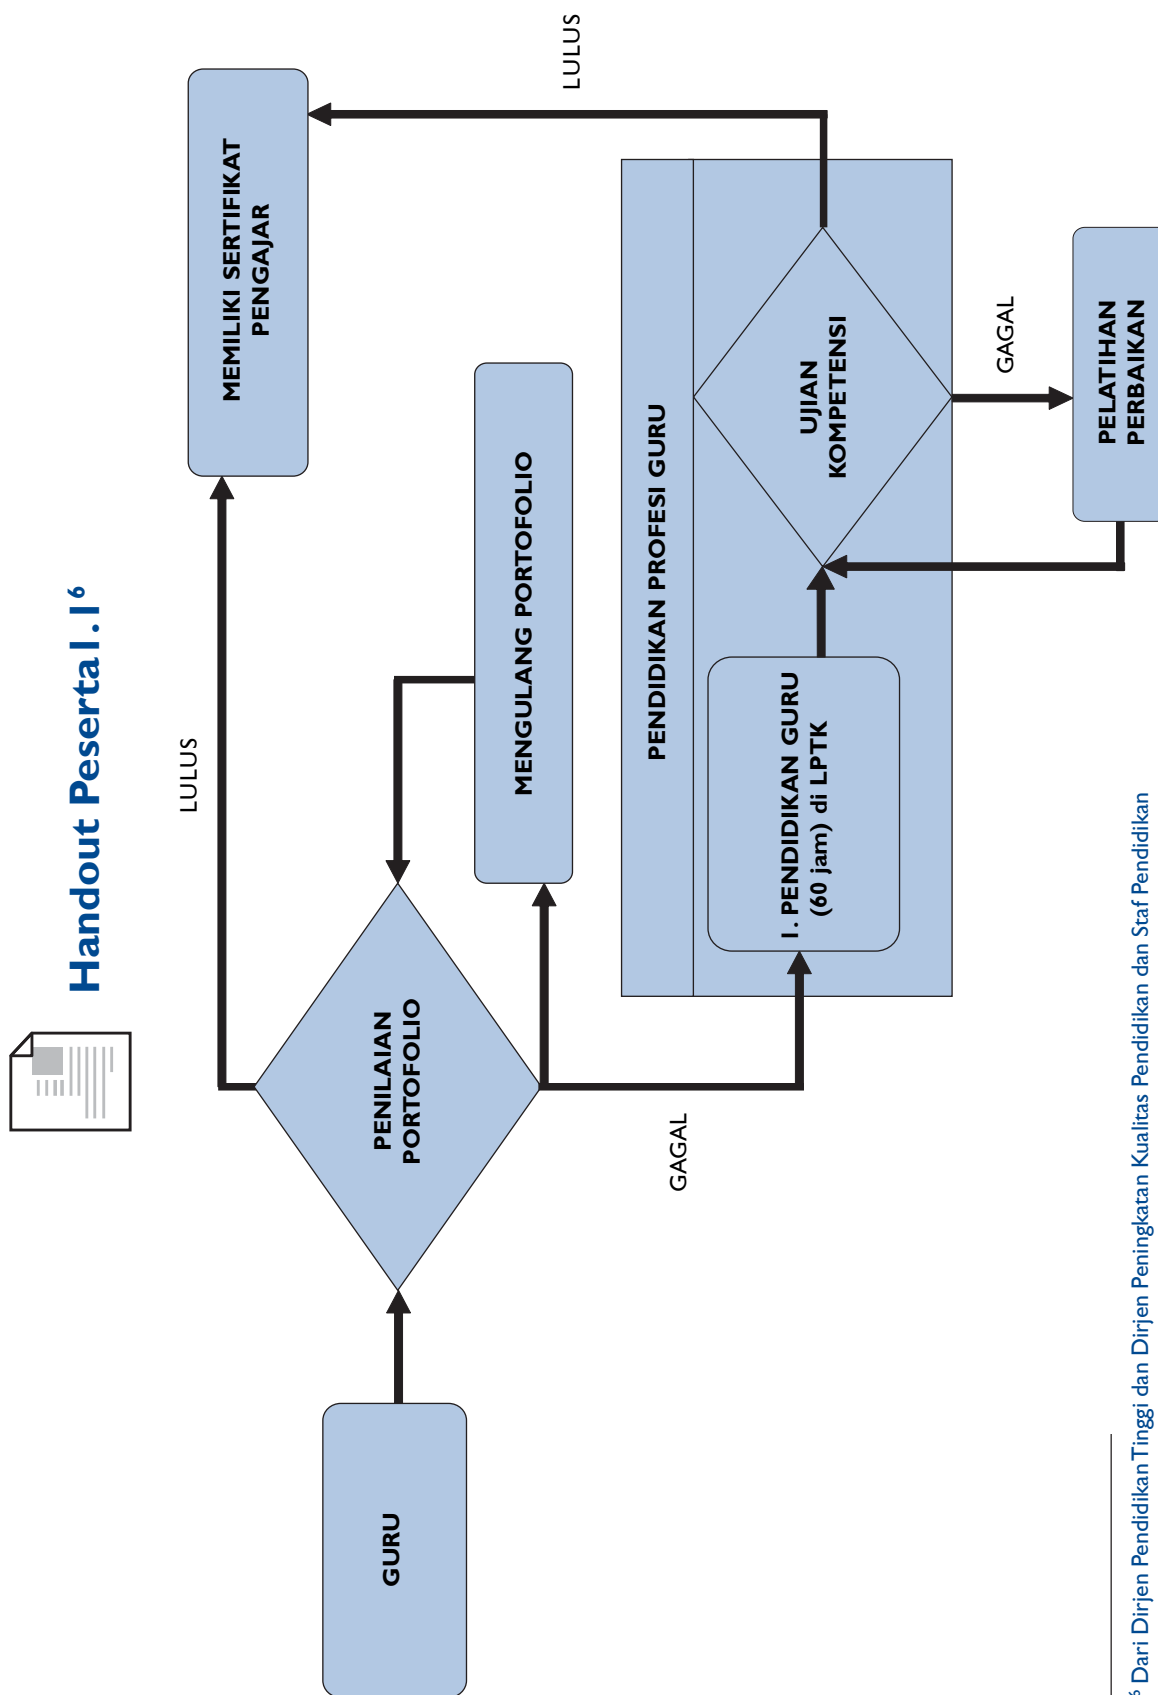 Handout Peserta1.1⁶
LULUS
MEMILIKI SERTIFIKAT
PENGAJAR
LULUS
PENILAIAN
PORTOFOLIO
GURU
MENGULANG PORTOFOLIO
GAGAL
PENDIDIKAN PROFESI GURU
1. PENDIDIKAN GURU
(60 jam) di LPTK
UJIAN
KOMPETENSI
GAGAL
PELATIHAN
PERBAIKAN
⁶ Dari Dirjen Pendidikan Tinggi dan Dirjen Peningkatan Kualitas Pendidikan dan Staf Pendidikan